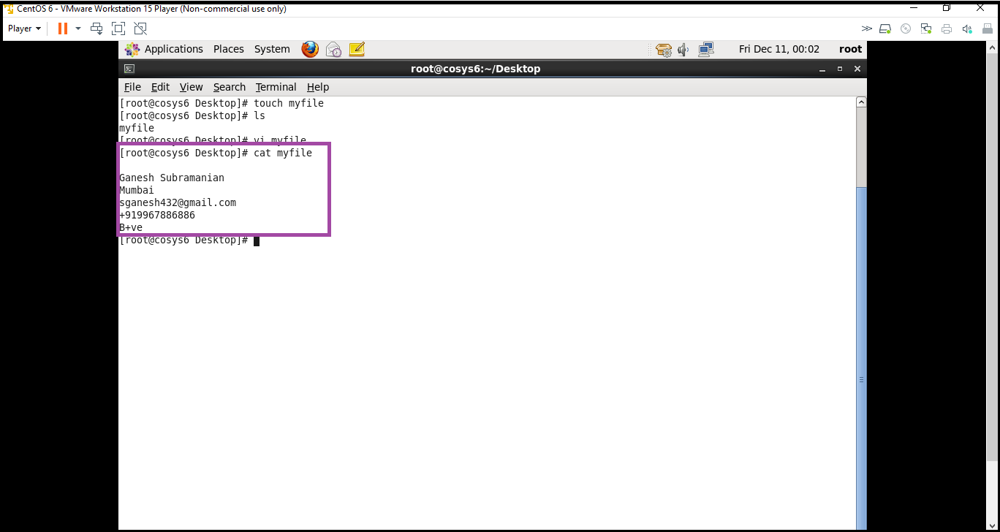 CentOS 6 - VMware Workstation 15 Player (Non-commercial use only)
Player
Applications Places System Fri Dec 11, 00:02 root
root@cosys6:~/Desktop
File Edit View Search Terminal Help
[root@cosys6 Desktop]# touch myfile
[root@cosys6 Desktop]# ls
myfile
[root@cosys6 Desktop]# vi myfile
[root@cosys6 Desktop]# cat myfile
Ganesh Subramanian
Mumbai
sganesh432@gmail.com
+919967886886
B+ve
[root@cosys6 Desktop]#